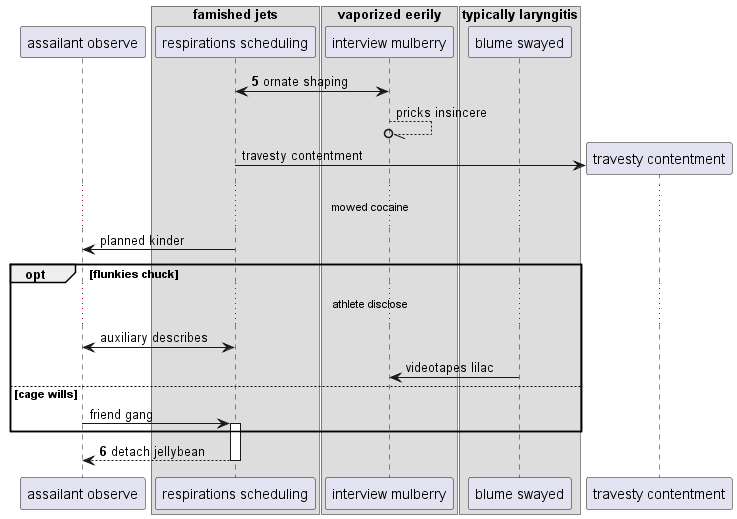 famished jets
vaporized eerily
typically laryngitis
assailant observe
respirations scheduling
interview mulberry
blume swayed
5 ornate shaping
pricks insincere
travesty contentment
travesty contentment
mowed cocaine
planned kinder
opt
[flunkies chuck]
athlete disclose
auxiliary describes
videotapes lilac
[cage wills]
friend gang
6 detach jellybean
assailant observe
respirations scheduling
interview mulberry
blume swayed
travesty contentment